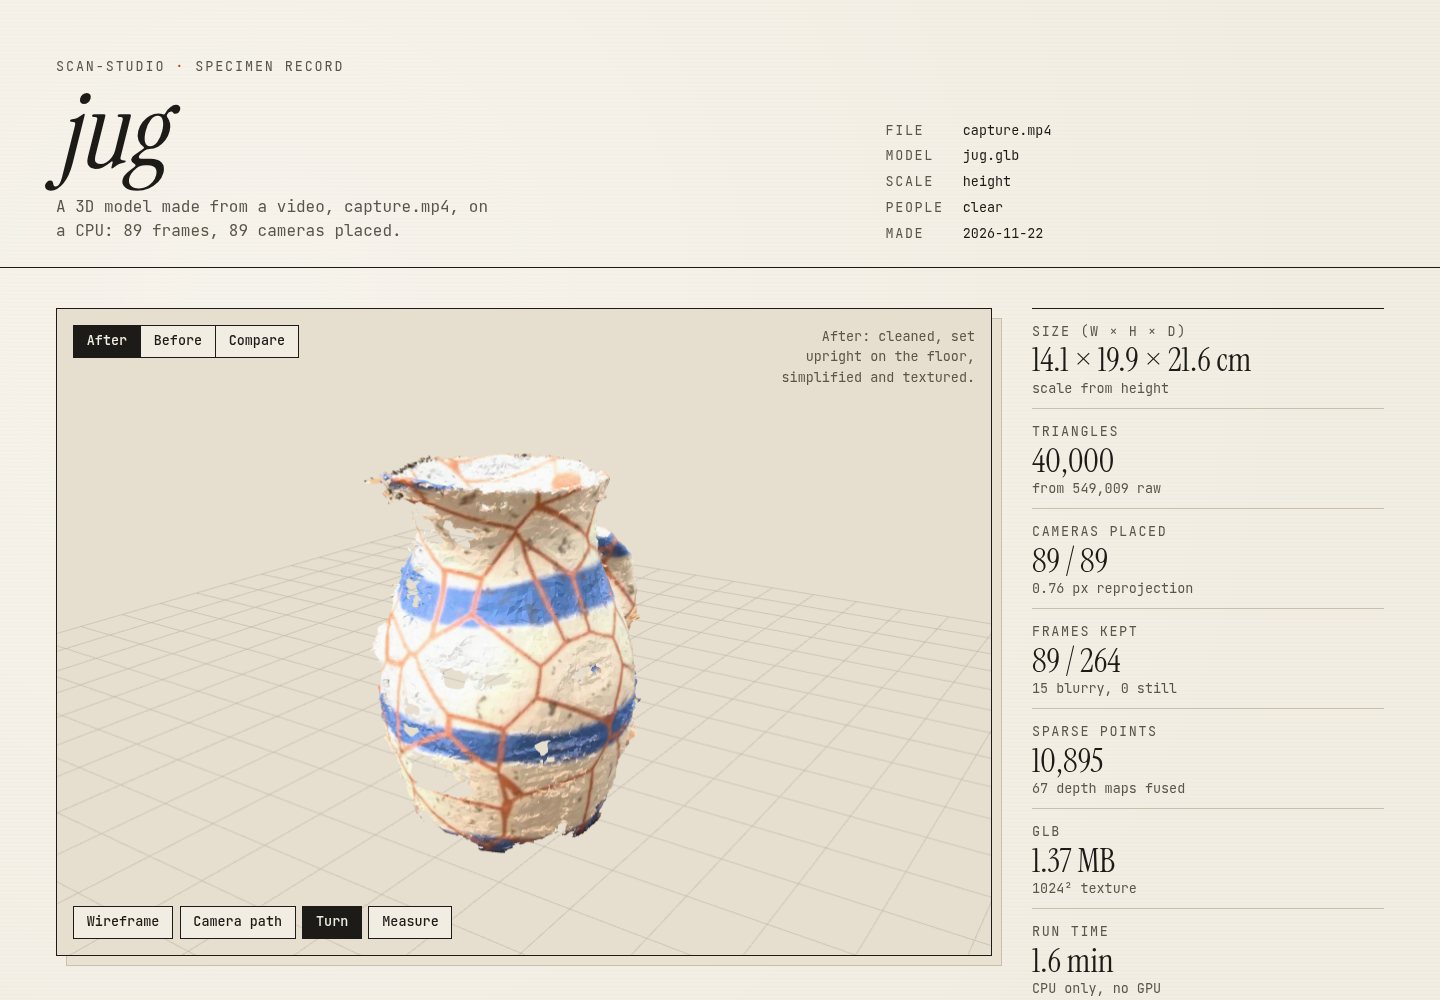 SCAN-STUDIO · SPECIMEN RECORD
jug
A 3D model made from a video, capture.mp4, on
a CPU: 89 frames, 89 cameras placed.
FILE capture.mp4
MODEL jug.glb
SCALE height
PEOPLE clear
MADE 2026-11-22
After Before Compare
After: cleaned, set
upright on the floor,
simplified and textured.
Wireframe Camera path Turn Measure
SIZE (W × H × D)
14.1 × 19.9 × 21.6 cm
scale from height
TRIANGLES
40,000
from 549,009 raw
CAMERAS PLACED
89 / 89
0.76 px reprojection
FRAMES KEPT
89 / 264
15 blurry, 0 still
SPARSE POINTS
10,895
67 depth maps fused
GLB
1.37 MB
1024² texture
RUN TIME
1.6 min
CPU only, no GPU